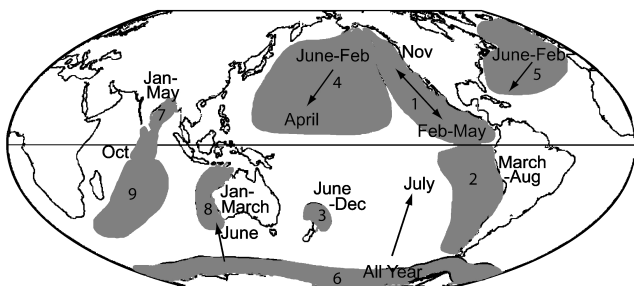 Nov
June-Feb
June-Feb
4
5
Jan-
May
7
1
April
Feb-May
Oct
March
-Aug
2
9
Jan-
March
8
June
-Dec
3
July
June
6
All Year